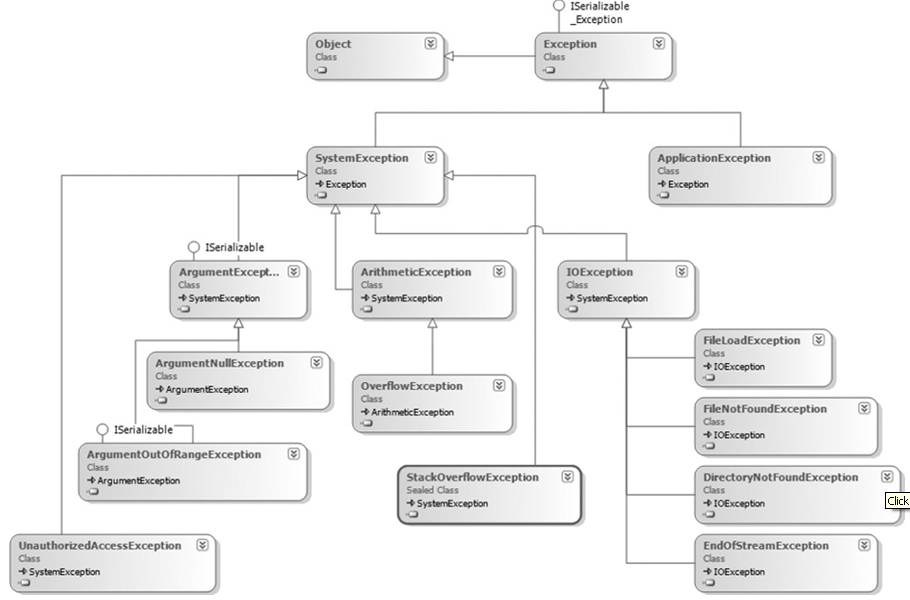 ISerializable
_Exception
Object
Class
Exception
Class
SystemException
Class
Exception
ApplicationException
Class
Exception
ISerializable
ArgumentExcept...
Class
SystemException
ArithmeticException
Class
SystemException
IOException
Class
SystemException
ArgumentNullException
Class
ArgumentException
OverflowException
Class
ArithmeticException
FileLoadException
Class
IOException
FileNotFoundException
Class
IOException
ISerializable
ArgumentOutOfRangeException
Class
ArgumentException
StackOverflowException
Sealed Class
SystemException
DirectoryNotFoundException
Class
IOException
Click
UnauthorizedAccessException
Class
SystemException
EndOfStreamException
Class
IOException